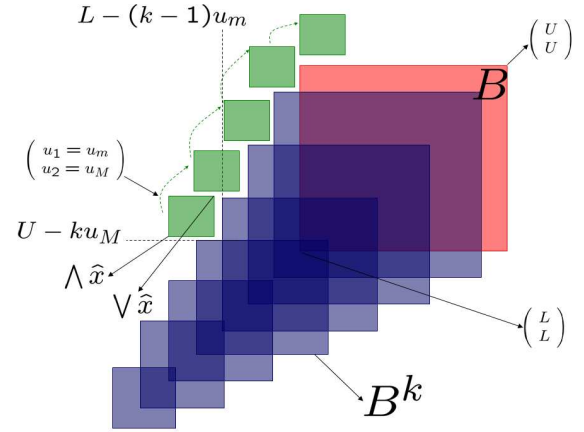 L − (k − 1)u_m
( U
U )
B
( u_1 = u_m
u_2 = u_M )
U − ku_M
⋀ x̂
⋁ x̂
( L
L )
B^k